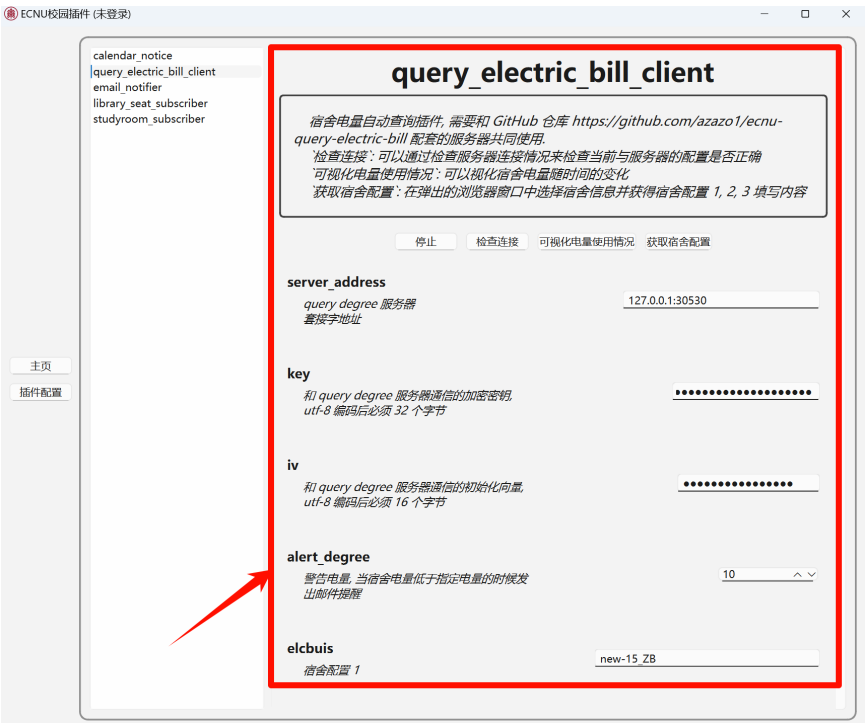 ECNU校园插件 (未登录)
calendar_notice
query_electric_bill_client
email_notifier
library_seat_subscriber
studyroom_subscriber
主页
插件配置
query_electric_bill_client
宿舍电量自动查询插件, 需要和 GitHub 仓库 https://github.com/azazo1/ecnu-
query-electric-bill 配套的服务器共同使用.
`检查连接`: 可以通过检查服务器连接情况来检查当前与服务器的配置是否正确
`可视化电量使用情况`: 可以视化宿舍电量随时间的变化
`获取宿舍配置`: 在弹出的浏览器窗口中选择宿舍信息并获得宿舍配置 1, 2, 3 填写内容
停止 检查连接 可视化电量使用情况 获取宿舍配置
server_address
query degree 服务器
套接字地址
127.0.0.1:30530
key
和 query degree 服务器通信的加密密钥,
utf-8 编码后必须 32 个字节
●●●●●●●●●●●●●●●●●●
iv
和 query degree 服务器通信的初始化向量,
utf-8 编码后必须 16 个字节
●●●●●●●●●●●●●●●●
alert_degree
警告电量, 当宿舍电量低于指定电量的时候发
出邮件提醒
10
elcbuis
宿舍配置 1
new-15_ZB